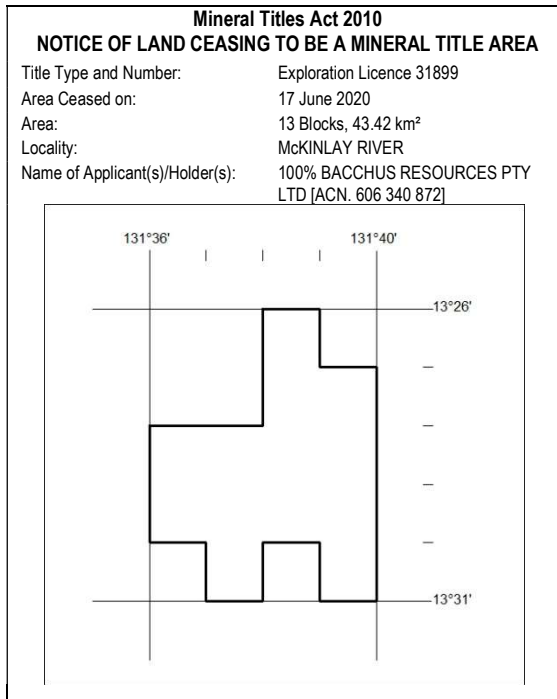 Mineral Titles Act 2010
NOTICE OF LAND CEASING TO BE A MINERAL TITLE AREA
Title Type and Number: Exploration Licence 31899
Area Ceased on: 17 June 2020
Area: 13 Blocks, 43.42 km²
Locality: McKINLAY RIVER
Name of Applicant(s)/Holder(s): 100% BACCHUS RESOURCES PTY
LTD [ACN. 606 340 872]
131°36' 131°40'
13°26'
13°31'